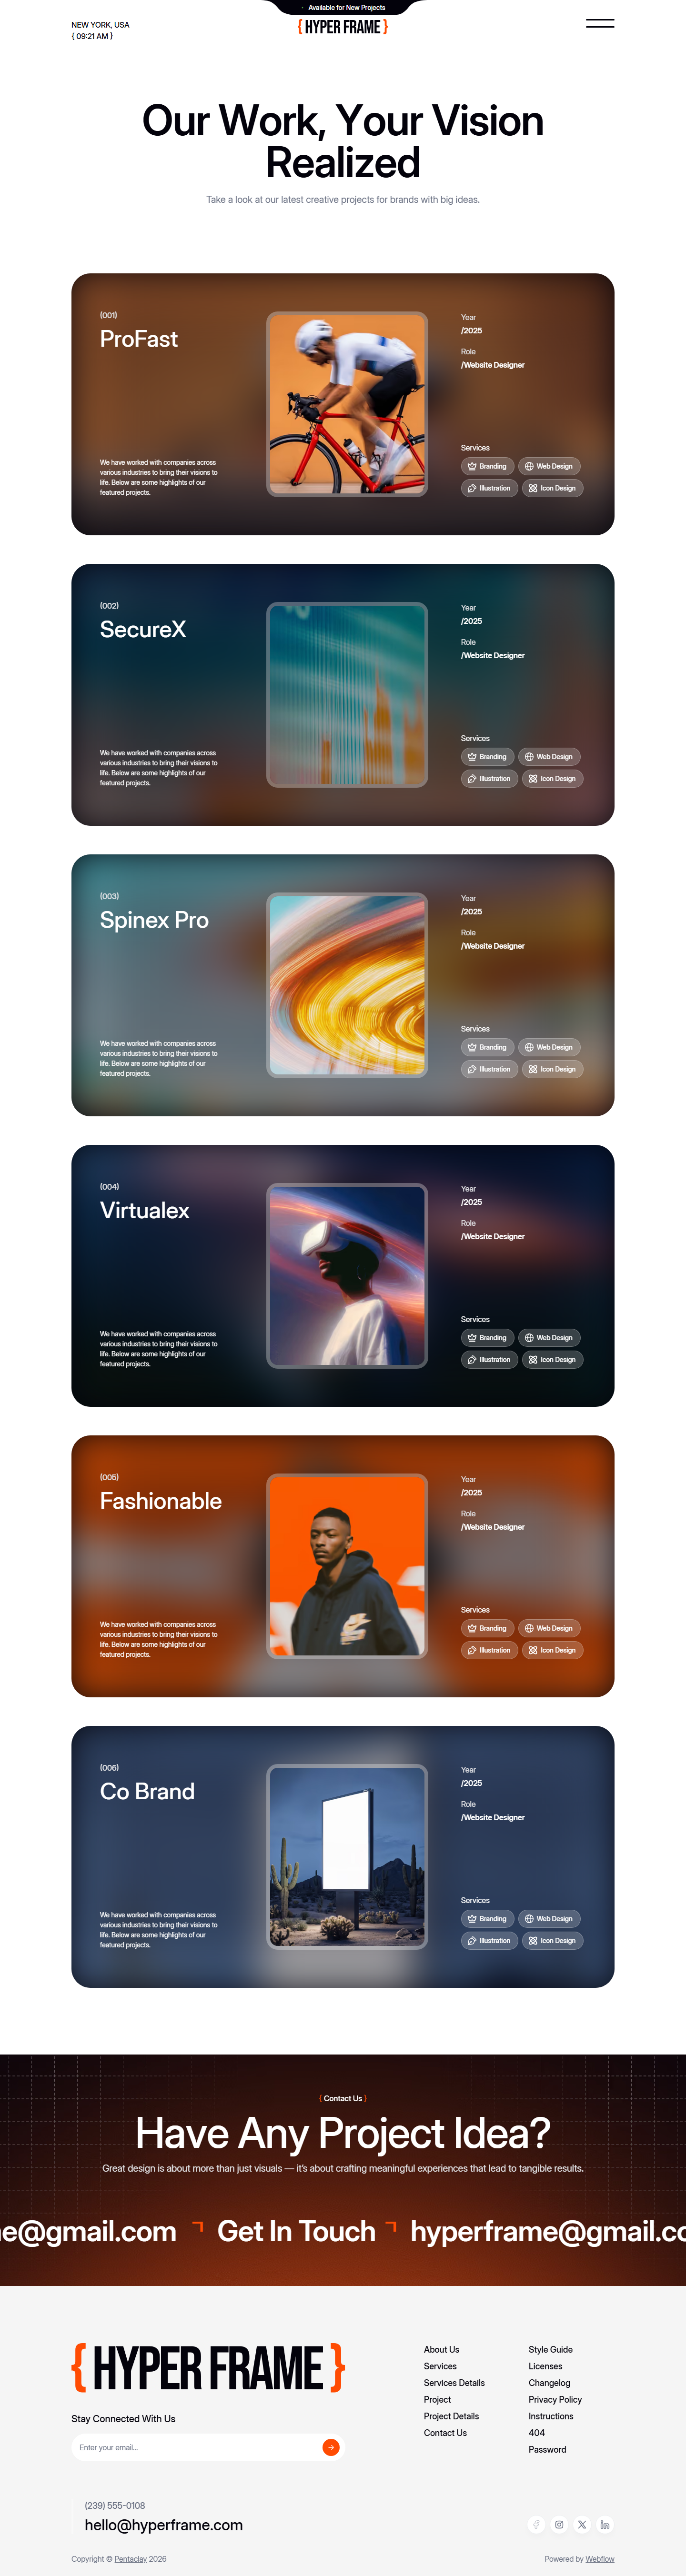 Available for New Projects
NEW YORK, USA
{ 09:21 AM }
{ HYPER FRAME }
Our Work, Your Vision
Realized
Take a look at our latest creative projects for brands with big ideas.
(001)
ProFast
We have worked with companies across
various industries to bring their visions to
life. Below are some highlights of our
featured projects.
Year
/2025
Role
/Website Designer
Services
Branding
Web Design
Illustration
Icon Design
(002)
SecureX
We have worked with companies across
various industries to bring their visions to
life. Below are some highlights of our
featured projects.
Year
/2025
Role
/Website Designer
Services
Branding
Web Design
Illustration
Icon Design
(003)
Spinex Pro
We have worked with companies across
various industries to bring their visions to
life. Below are some highlights of our
featured projects.
Year
/2025
Role
/Website Designer
Services
Branding
Web Design
Illustration
Icon Design
(004)
Virtualex
We have worked with companies across
various industries to bring their visions to
life. Below are some highlights of our
featured projects.
Year
/2025
Role
/Website Designer
Services
Branding
Web Design
Illustration
Icon Design
(005)
Fashionable
We have worked with companies across
various industries to bring their visions to
life. Below are some highlights of our
featured projects.
Year
/2025
Role
/Website Designer
Services
Branding
Web Design
Illustration
Icon Design
(006)
Co Brand
We have worked with companies across
various industries to bring their visions to
life. Below are some highlights of our
featured projects.
Year
/2025
Role
/Website Designer
Services
Branding
Web Design
Illustration
Icon Design
{ Contact Us }
Have Any Project Idea?
Great design is about more than just visuals — it's about crafting meaningful experiences that lead to tangible results.
ne@gmail.com Get In Touch hyperframe@gmail.co
{ HYPER FRAME }
Stay Connected With Us
Enter your email...
About Us
Services
Services Details
Project
Project Details
Contact Us
Style Guide
Licenses
Changelog
Privacy Policy
Instructions
404
Password
(239) 555-0108
hello@hyperframe.com
Copyright © Pentaclay 2026
Powered by Webflow